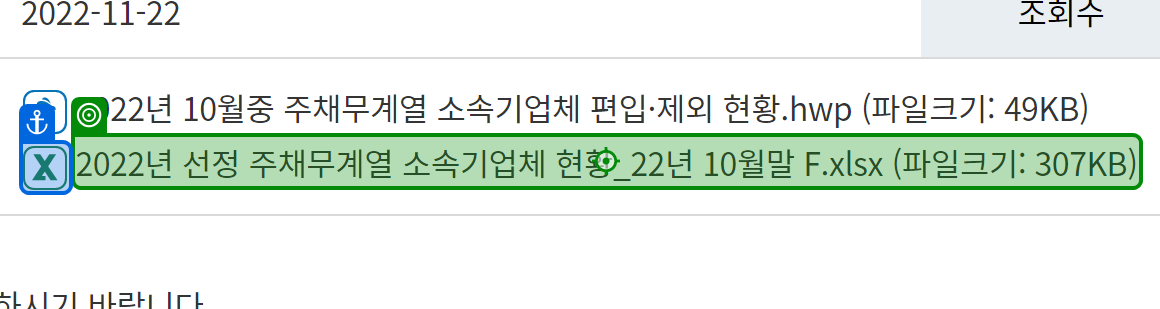 2022-11-22
조회수
22년 10월중 주채무계열 소속기업체 편입·제외 현황.hwp (파일크기: 49KB)
2022년 선정 주채무계열 소속기업체 현황_22년 10월말 F.xlsx (파일크기: 307KB)
하시기 바랍니다